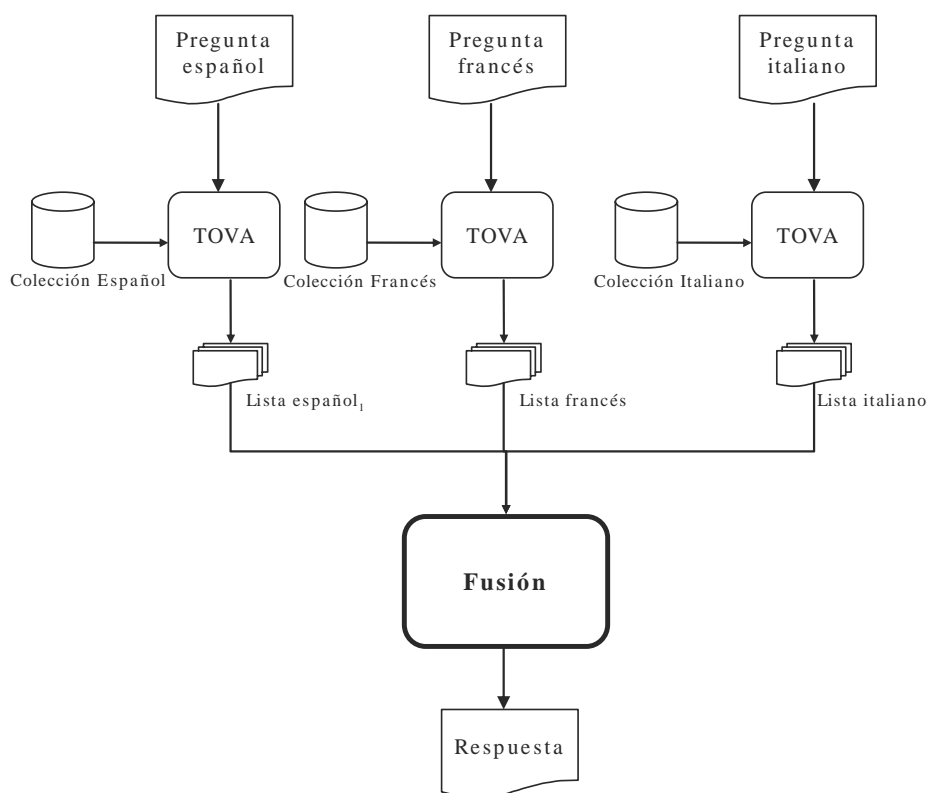 Pregunta
español
Pregunta
francés
Pregunta
italiano
TOVA
TOVA
TOVA
Colección Español
Colección Francés
Colección Italiano
Lista español₁
Lista francés
Lista italiano
Fusión
Respuesta